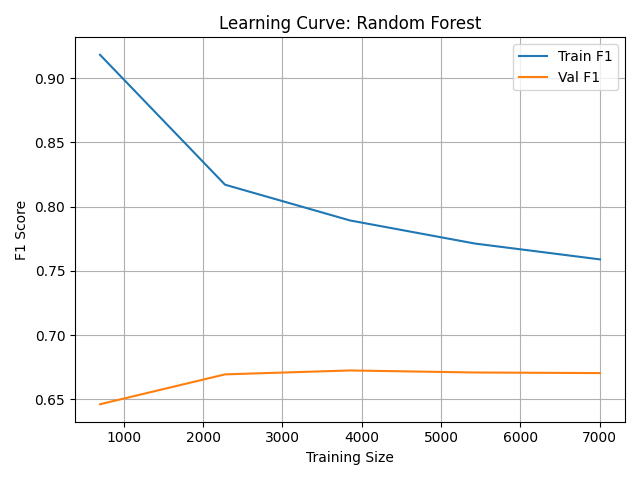 Learning Curve: Random Forest
Train F1
Val F1
F1 Score
0.90
0.85
0.80
0.75
0.70
0.65
1000 2000 3000 4000 5000 6000 7000
Training Size